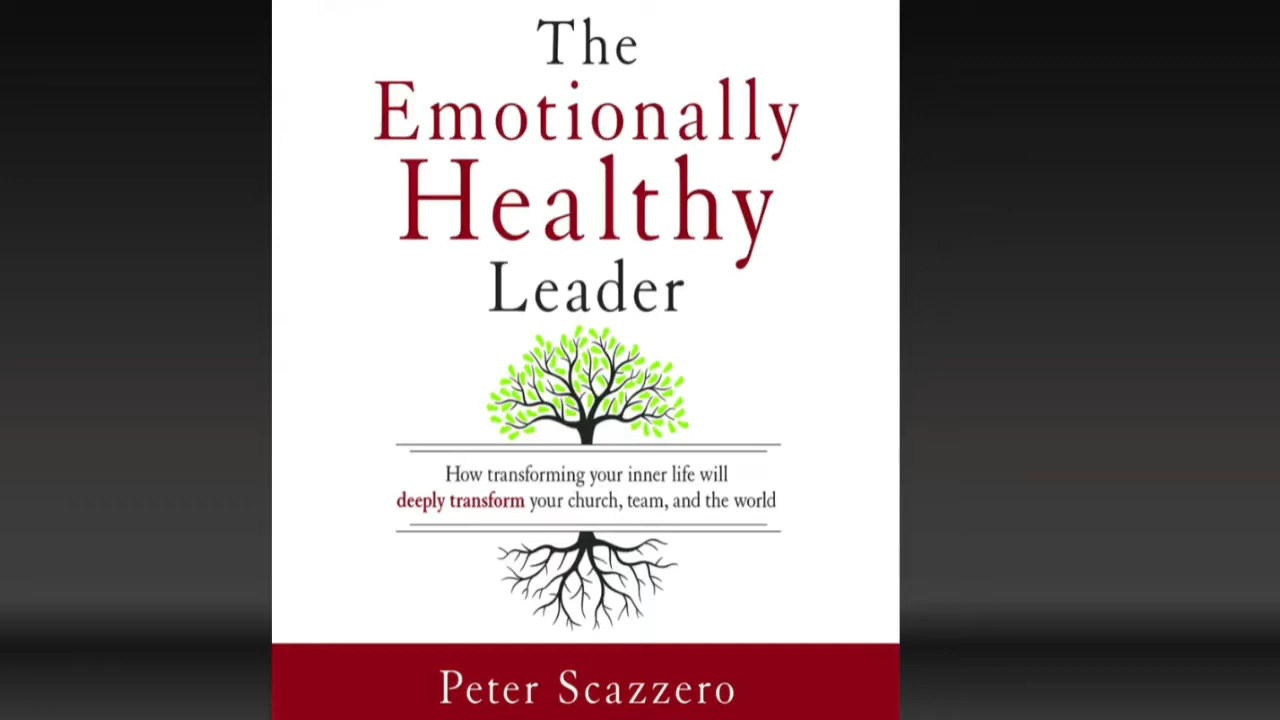 The
Emotionally
Healthy
Leader
How transforming your inner life will
deeply transform your church, team, and the world
Peter Scazzero